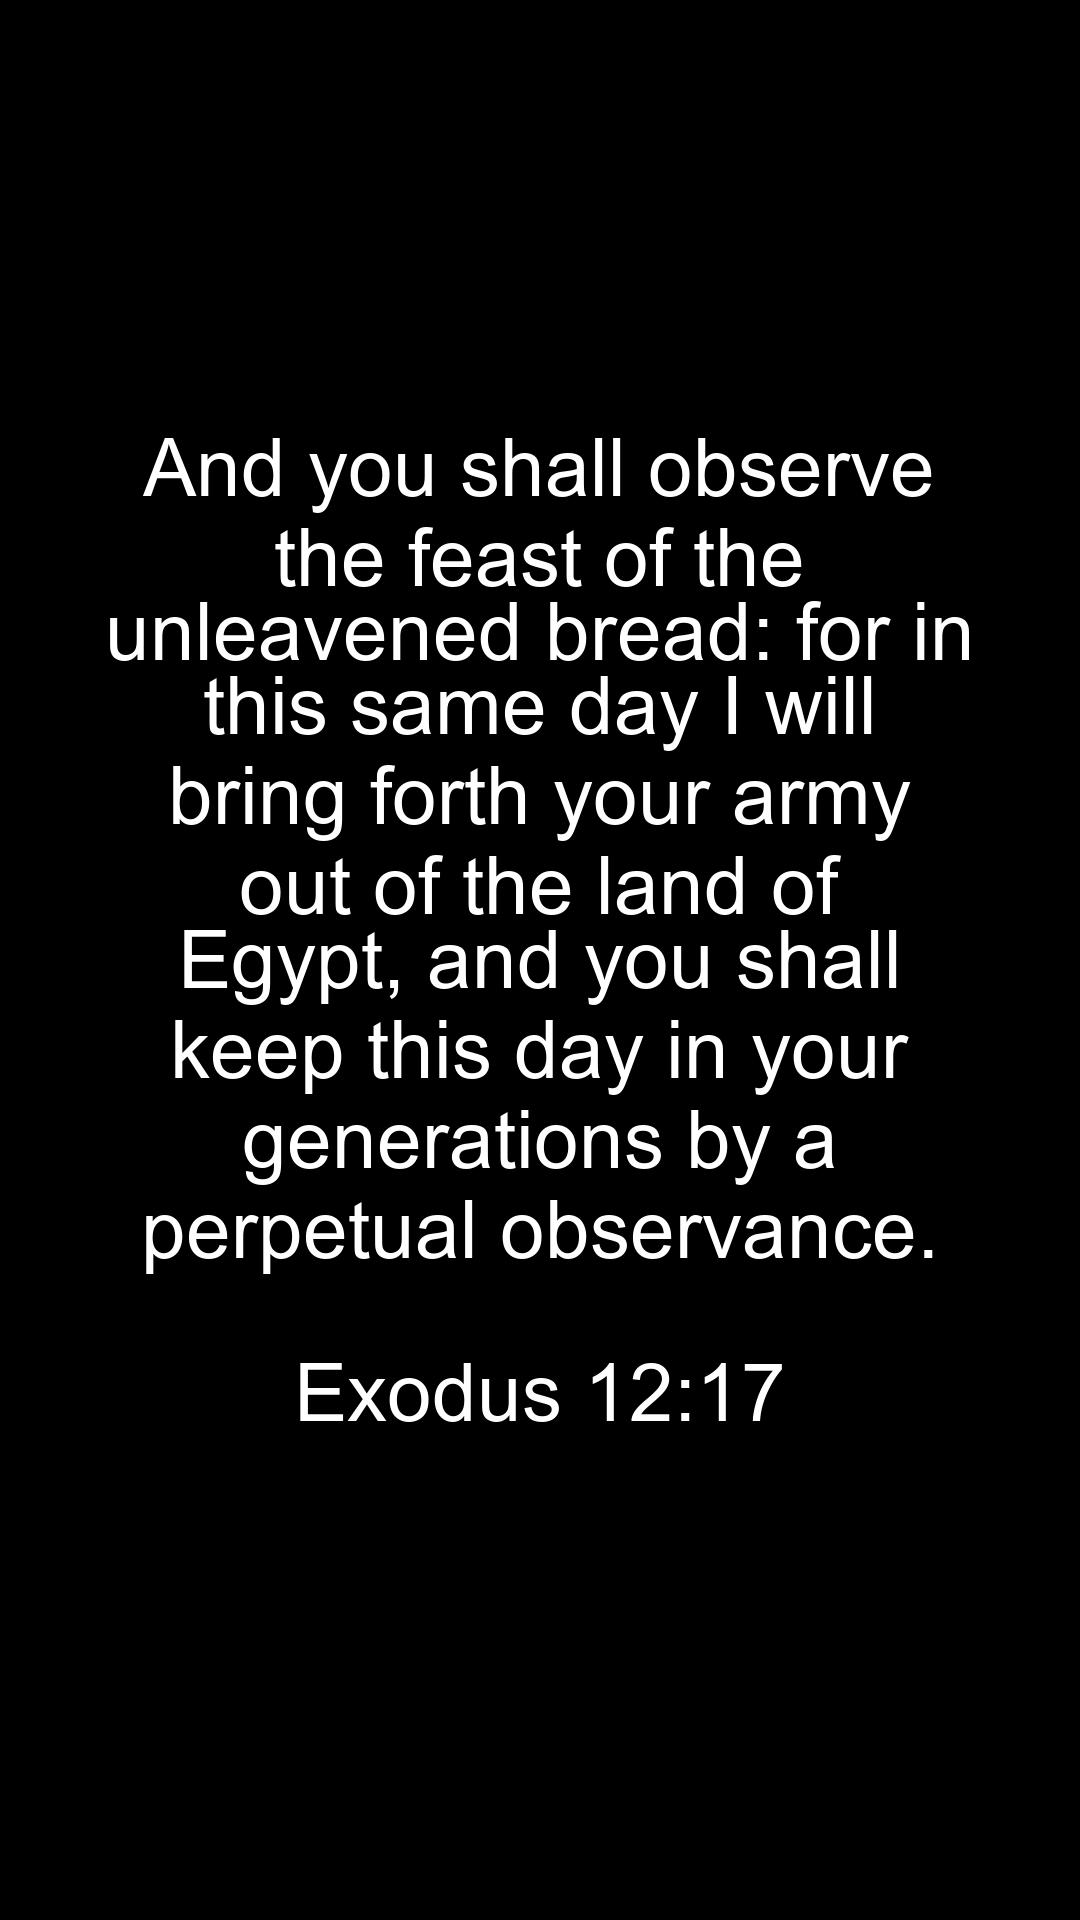 And you shall observe
the feast of the
unleavened bread: for in
this same day I will
bring forth your army
out of the land of
Egypt, and you shall
keep this day in your
generations by a
perpetual observance.
Exodus 12:17